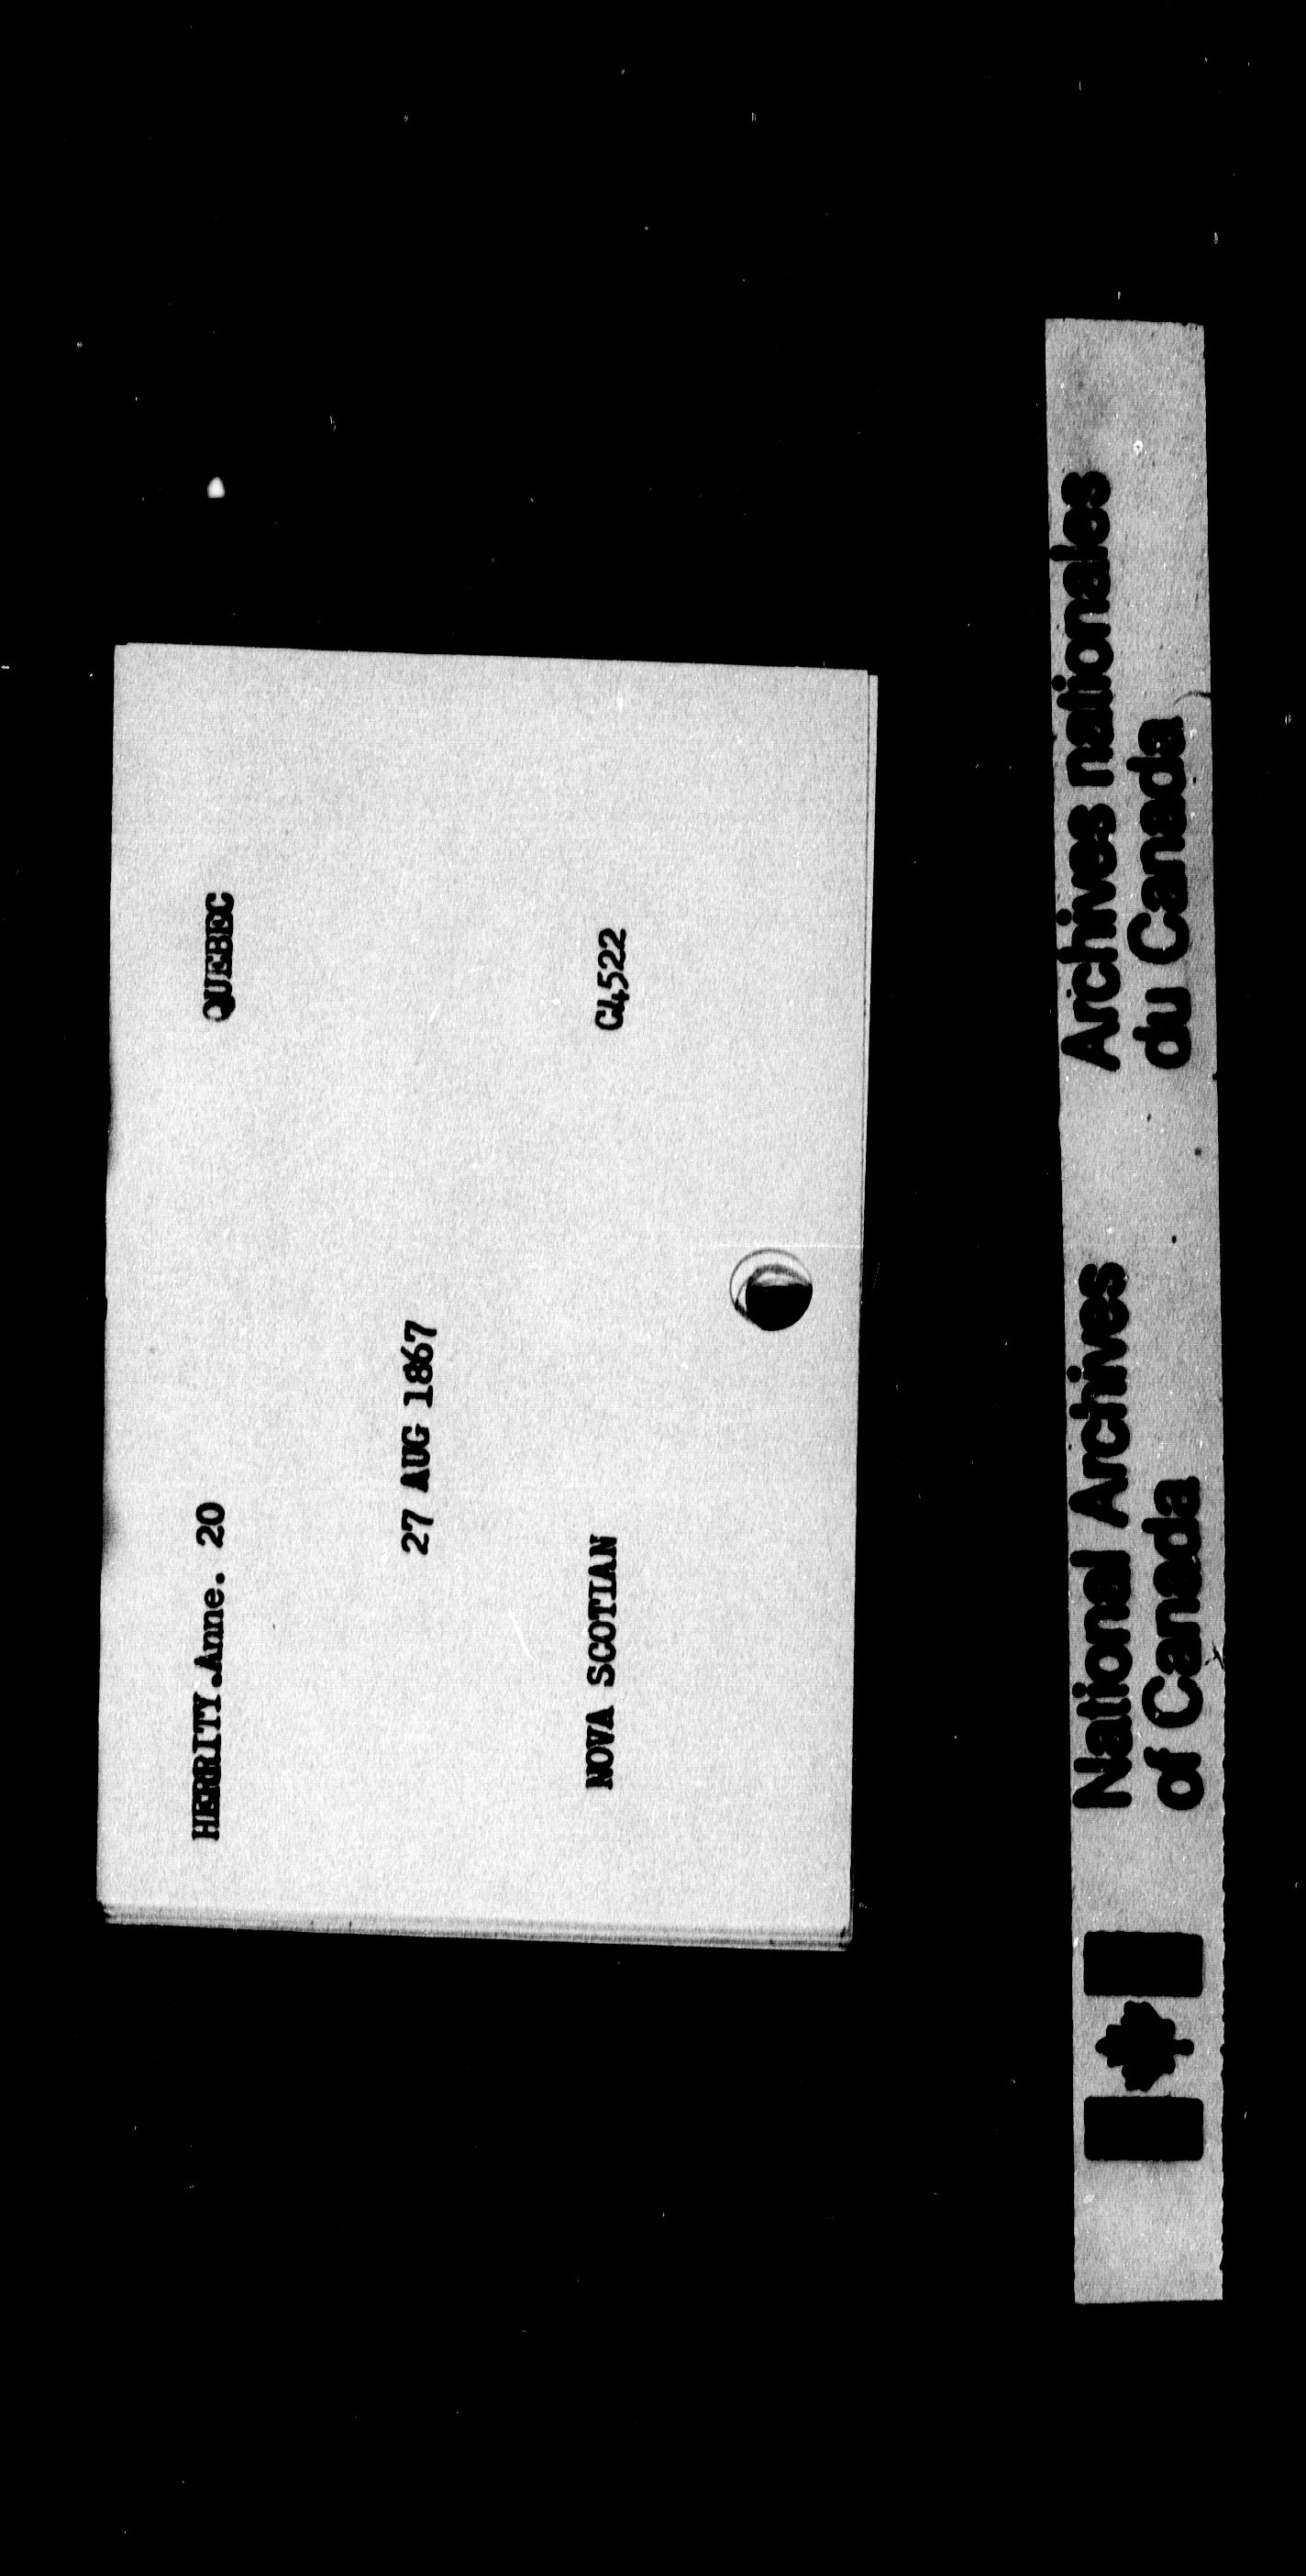 HERRITY.Anne. 20 QUEBEC
27 AUG 1867
NOVA SCOTIAN C4522
National Archives of Canada
Archives nationales du Canada